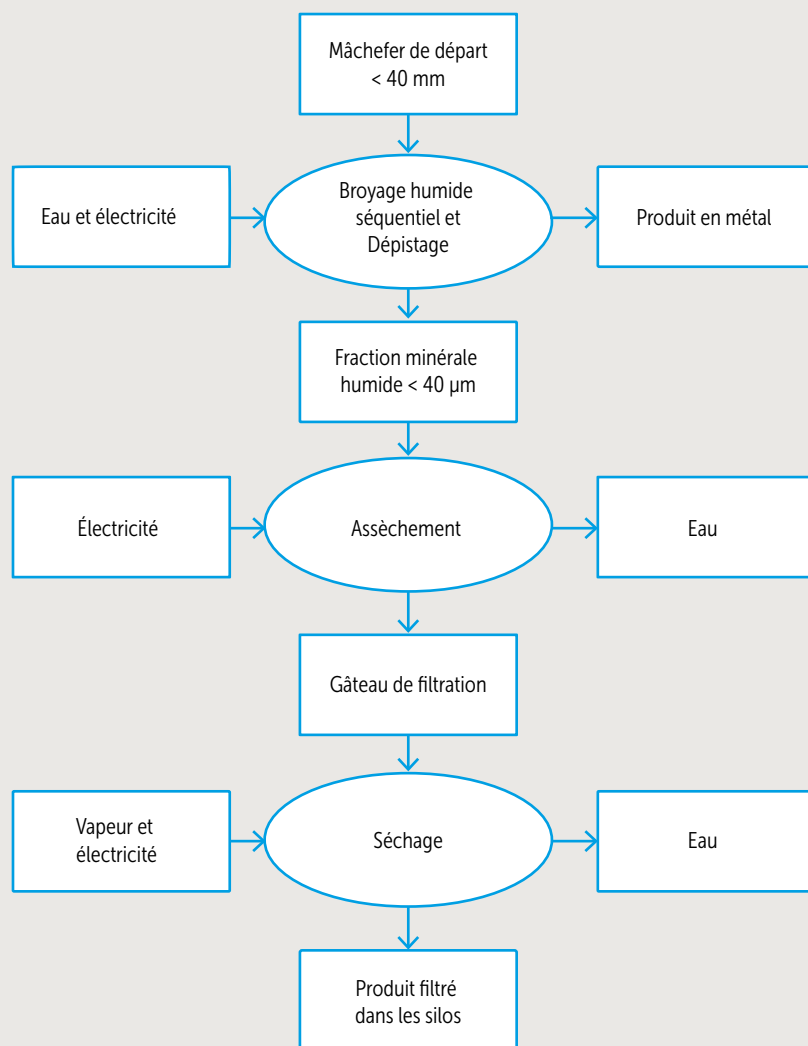 Mâchefer de départ
< 40 mm
Eau et électricité
Broyage humide
séquentiel et
Dépistage
Produit en métal
Fraction minérale
humide < 40 µm
Électricité
Assèchement
Eau
Gâteau de filtration
Vapeur et
électricité
Séchage
Eau
Produit filtré
dans les silos